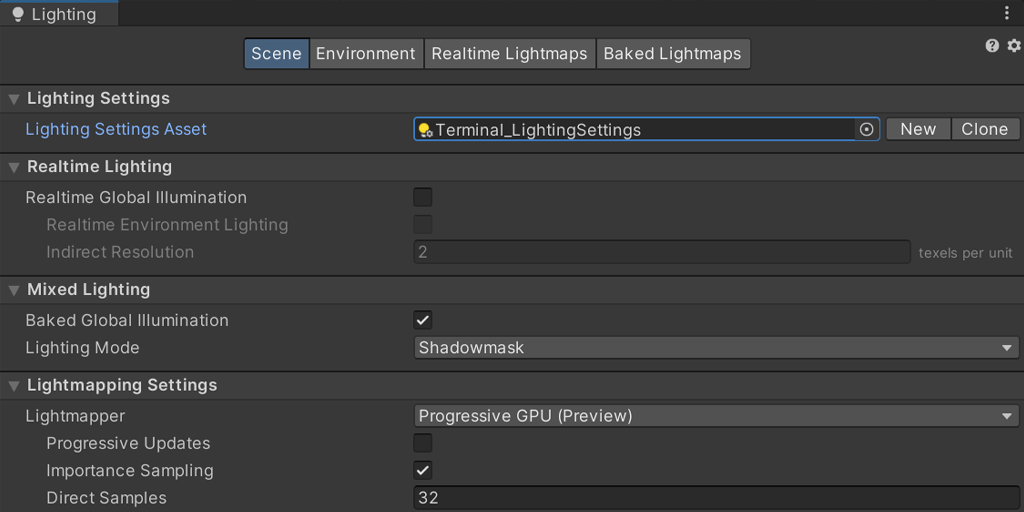 Lighting
Scene Environment Realtime Lightmaps Baked Lightmaps
Lighting Settings
Lighting Settings Asset Terminal_LightingSettings New Clone
Realtime Lighting
Realtime Global Illumination
Realtime Environment Lighting
Indirect Resolution 2 texels per unit
Mixed Lighting
Baked Global Illumination
Lighting Mode Shadowmask
Lightmapping Settings
Lightmapper Progressive GPU (Preview)
Progressive Updates
Importance Sampling
Direct Samples 32